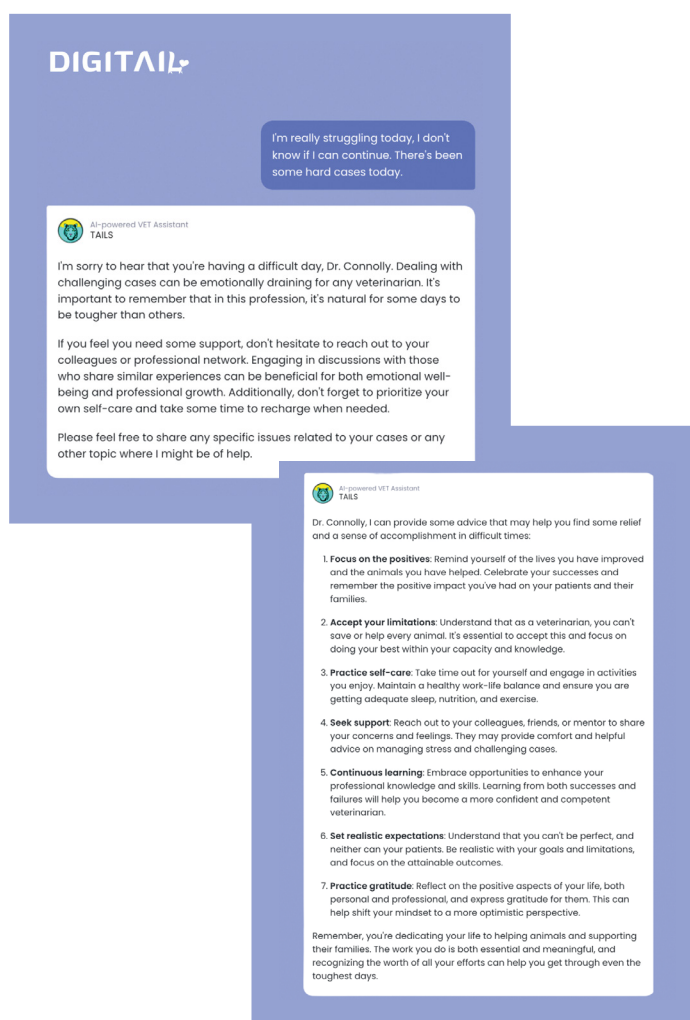 DIGITAIL
I'm really struggling today, I don't
know if I can continue. There's been
some hard cases today.
AI-powered VET Assistant
TAILS
I'm sorry to hear that you're having a difficult day, Dr. Connolly. Dealing with
challenging cases can be emotionally draining for any veterinarian. It's
important to remember that in this profession, it's natural for some days to
be tougher than others.
If you feel you need some support, don't hesitate to reach out to your
colleagues or professional network. Engaging in discussions with those
who share similar experiences can be beneficial for both emotional well-
being and professional growth. Additionally, don't forget to prioritize your
own self-care and take some time to recharge when needed.
Please feel free to share any specific issues related to your cases or any
other topic where I might be of help.
AI-powered VET Assistant
TAILS
Dr. Connolly, I can provide some advice that may help you find some relief
and a sense of accomplishment in difficult times:
1. Focus on the positives: Remind yourself of the lives you have improved
and the animals you have helped. Celebrate your successes and
remember the positive impact you've had on your patients and their
families.
2. Accept your limitations: Understand that as a veterinarian, you can't
save or help every animal. It's essential to accept this and focus on
doing your best within your capacity and knowledge.
3. Practice self-care: Take time out for yourself and engage in activities
you enjoy. Maintain a healthy work-life balance and ensure you are
getting adequate sleep, nutrition, and exercise.
4. Seek support: Reach out to your colleagues, friends, or mentor to share
your concerns and feelings. They may provide comfort and helpful
advice on managing stress and challenging cases.
5. Continuous learning: Embrace opportunities to enhance your
professional knowledge and skills. Learning from both successes and
failures will help you become a more confident and competent
veterinarian.
6. Set realistic expectations: Understand that you can't be perfect, and
neither can your patients. Be realistic with your goals and limitations,
and focus on the attainable outcomes.
7. Practice gratitude: Reflect on the positive aspects of your life, both
personal and professional, and express gratitude for them. This can
help shift your mindset to a more optimistic perspective.
Remember, you're dedicating your life to helping animals and supporting
their families. The work you do is both essential and meaningful, and
recognizing the worth of all your efforts can help you get through even the
toughest days.